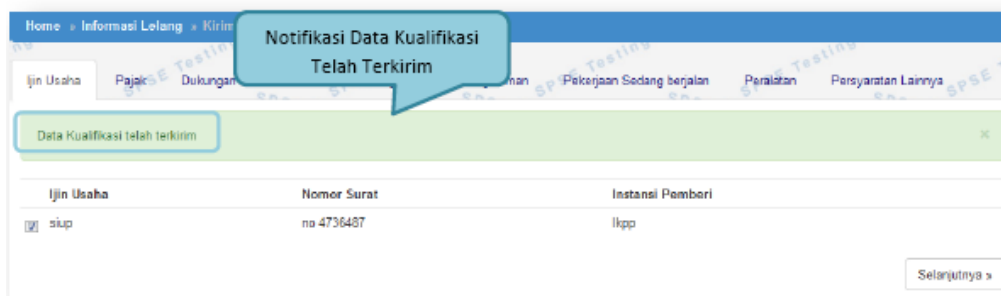 Home » Informasi Lelang » Kirim
Notifikasi Data Kualifikasi
Telah Terkirim
Ijin Usaha Pajak Dukungan Pekerjaan Sedang berjalan Peralatan Persyaratan Lainnya
Data Kualifikasi telah terkirim ×
Ijin Usaha Nomor Surat Instansi Pemberi
siup no 4736487 lkpp
Selanjutnya »